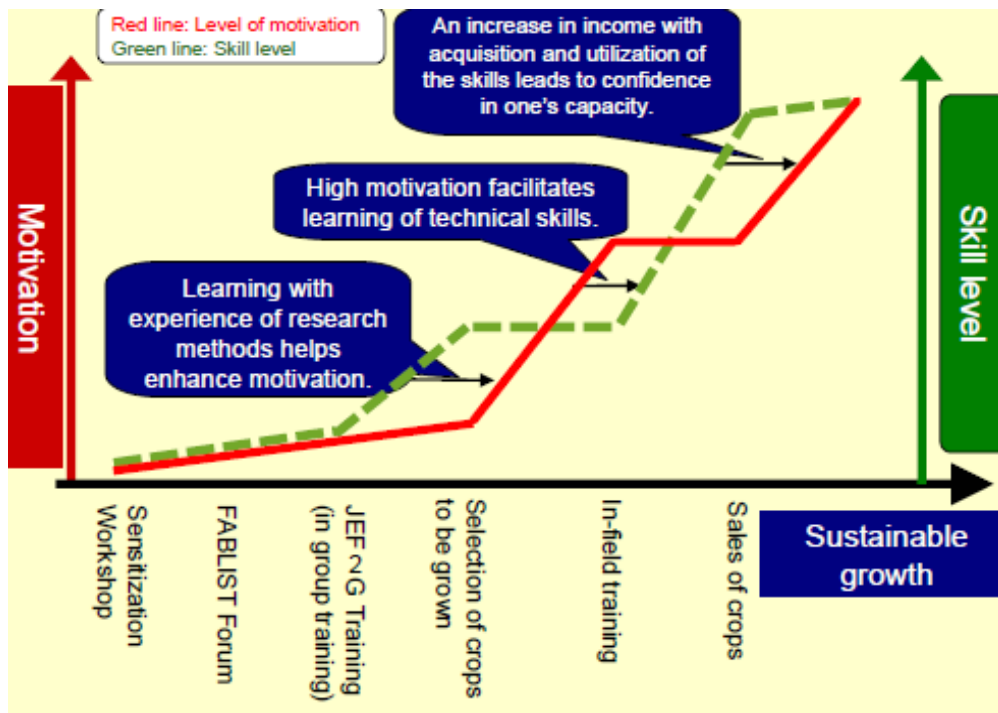 Red line: Level of motivation
Green line: Skill level
An increase in income with
acquisition and utilization of
the skills leads to confidence
in one's capacity.
High motivation facilitates
learning of technical skills.
Learning with
experience of research
methods helps
enhance motivation.
Motivation
Skill level
Sensitization
Workshop
FABLIST Forum
JEF~G Training
(in group training)
Selection of crops
to be grown
In-field training
Sales of crops
Sustainable
growth